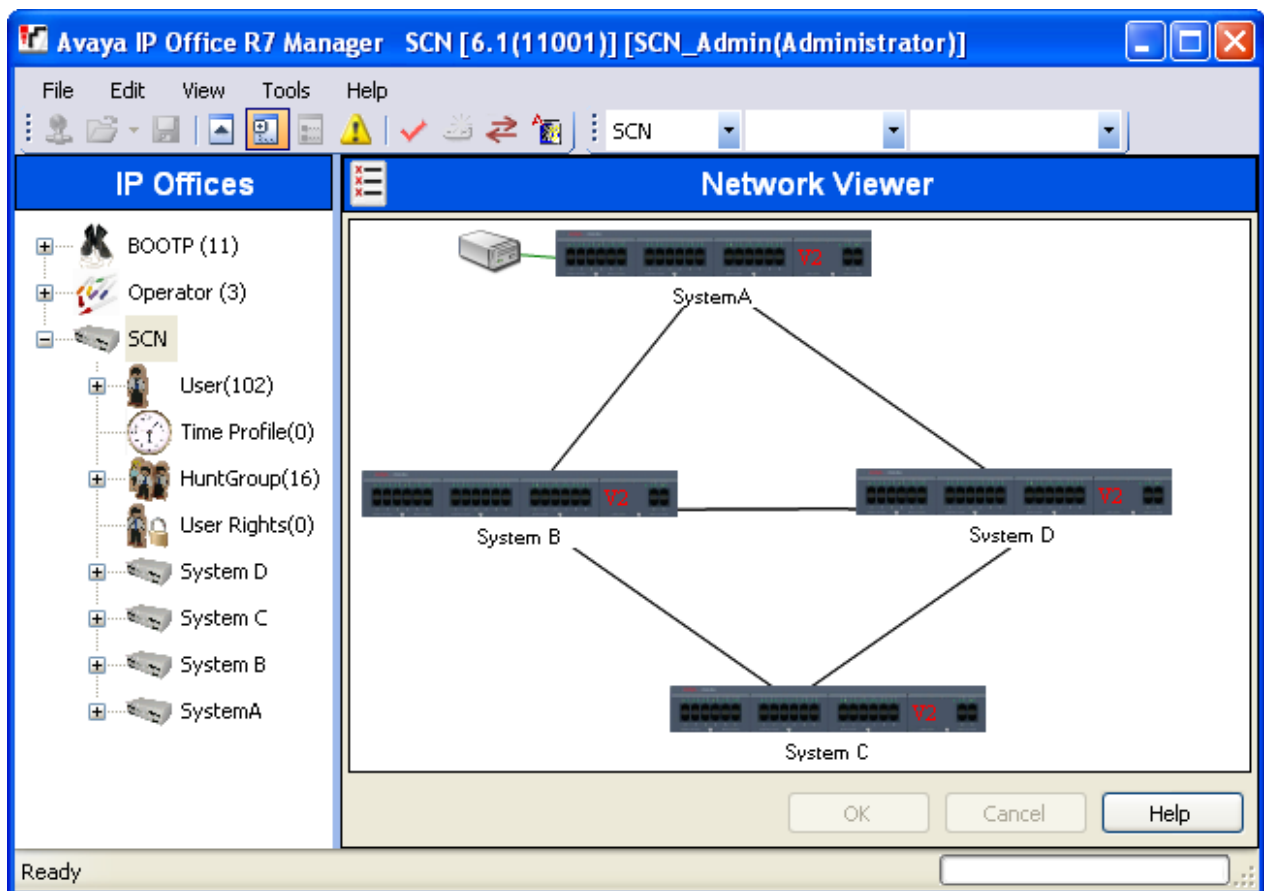 Avaya IP Office R7 Manager SCN [6.1(11001)] [SCN_Admin(Administrator)]
File Edit View Tools Help
SCN
IP Offices
BOOTP (11)
Operator (3)
SCN
User(102)
Time Profile(0)
HuntGroup(16)
User Rights(0)
System D
System C
System B
SystemA
Network Viewer
V2
SystemA
V2
System B
V2
System D
V2
System C
OK Cancel Help
Ready